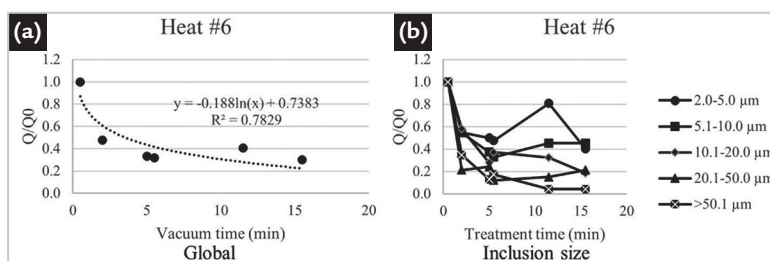 (a)
Heat #6
Q/Q0
1.2
1.0
0.8
0.6
0.4
0.2
0.0
y = -0.188ln(x) + 0.7383
R² = 0.7829
0
5
10
15
20
Vacuum time (min)
Global
(b)
Heat #6
Q/Q0
1.2
1.0
0.8
0.6
0.4
0.2
0.0
0
5
10
15
20
Treatment time (min)
Inclusion size
2.0-5.0 μm
5.1-10.0 μm
10.1-20.0 μm
20.1-50.0 μm
>50.1 μm